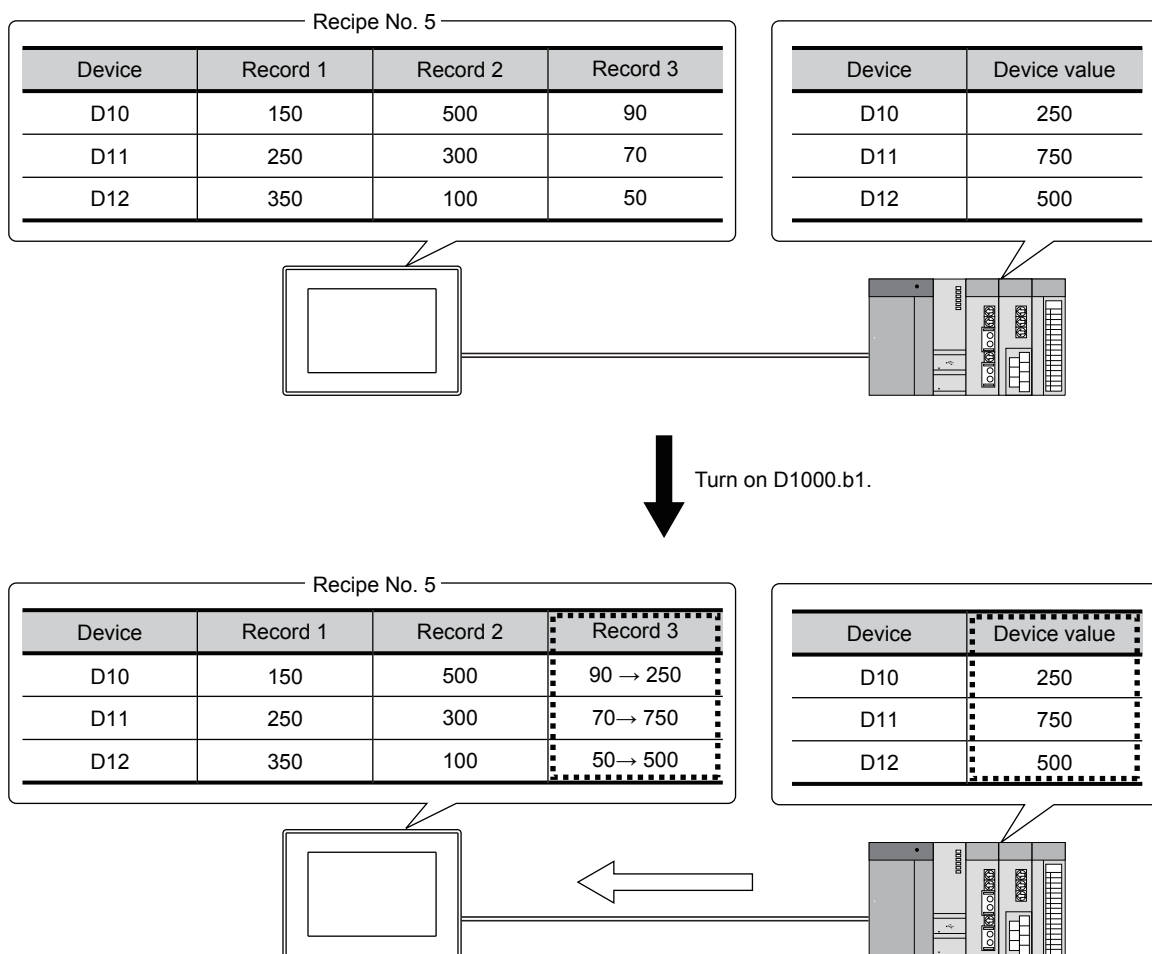 Recipe No. 5
Device Record 1 Record 2 Record 3
D10 150 500 90
D11 250 300 70
D12 350 100 50
Device Device value
D10 250
D11 750
D12 500
Turn on D1000.b1.
Recipe No. 5
Device Record 1 Record 2 Record 3
D10 150 500 90 → 250
D11 250 300 70→ 750
D12 350 100 50→ 500
Device Device value
D10 250
D11 750
D12 500